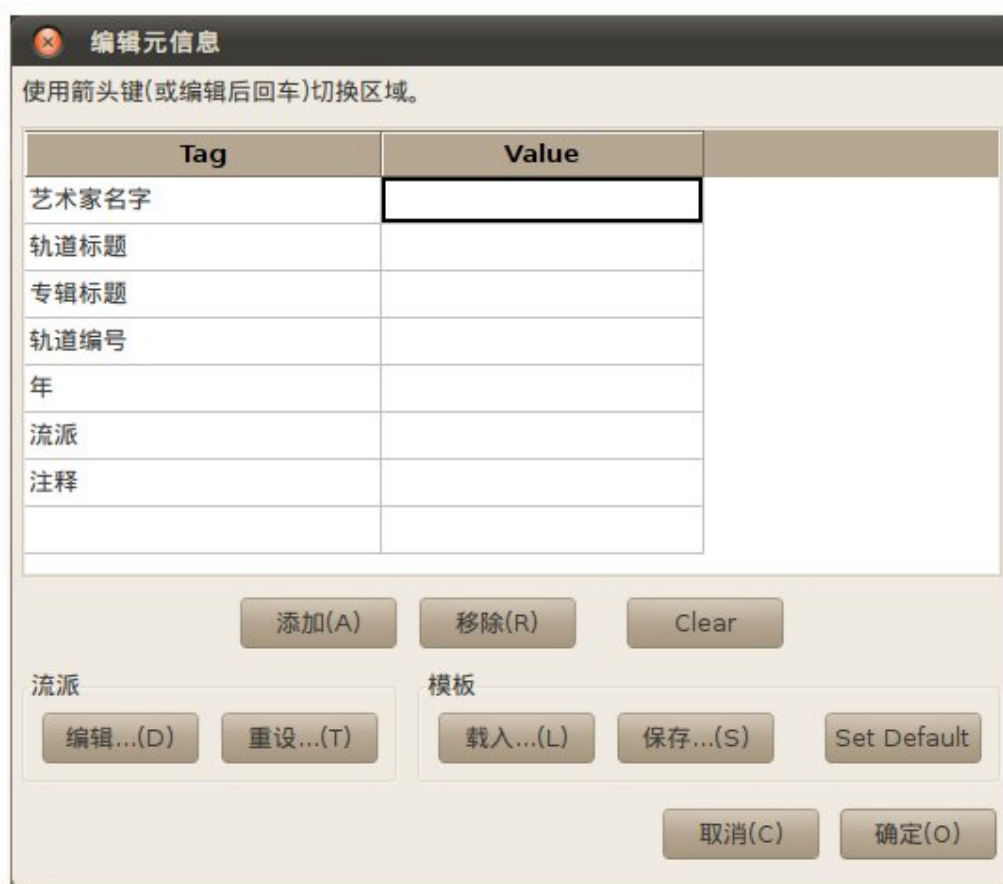 编辑元信息
使用箭头键(或编辑后回车)切换区域。
Tag Value
艺术家名字
轨道标题
专辑标题
轨道编号
年
流派
注释
添加(A) 移除(R) Clear
流派 模板
编辑...(D) 重设...(T) 载入...(L) 保存...(S) Set Default
取消(C) 确定(O)